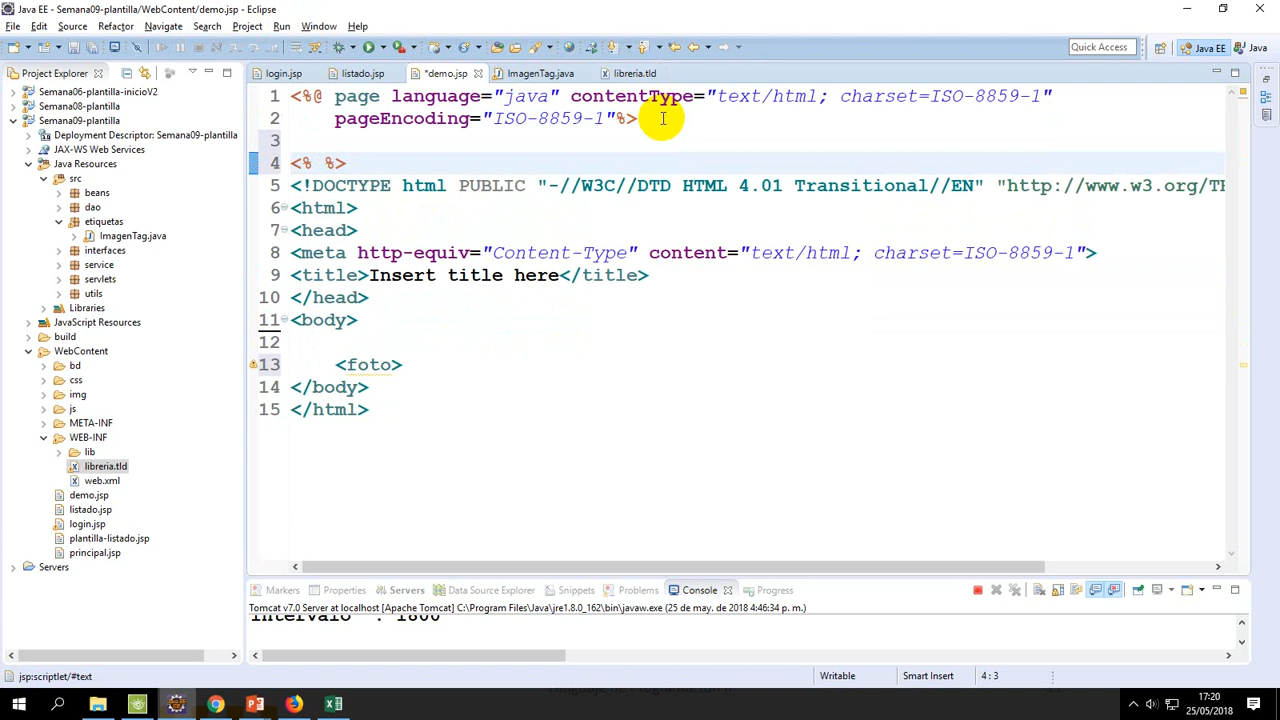 Java EE - Semana09-plantilla/WebContent/demo.jsp - Eclipse
File Edit Source Refactor Navigate Search Project Run Window Help
Quick Access Java EE Java
Project Explorer login.jsp listado.jsp *demo.jsp ImagenTag.java libreria.tld
Semana06-plantilla-inicioV2
Semana08-plantilla
Semana09-plantilla
Deployment Descriptor: Semana09-plantilla
JAX-WS Web Services
Java Resources
src
beans
dao
etiquetas
ImagenTag.java
interfaces
service
servlets
utils
Libraries
JavaScript Resources
build
WebContent
bd
css
img
js
META-INF
WEB-INF
lib
libreria.tld
web.xml
demo.jsp
listado.jsp
login.jsp
plantilla-listado.jsp
principal.jsp
Servers
1 <%@ page language="java" contentType="text/html; charset=ISO-8859-1"
2 pageEncoding="ISO-8859-1"%>
3
4 <% %>
5 <!DOCTYPE html PUBLIC "-//W3C//DTD HTML 4.01 Transitional//EN" "http://www.w3.org/TR
6 <html>
7 <head>
8 <meta http-equiv="Content-Type" content="text/html; charset=ISO-8859-1">
9 <title>Insert title here</title>
10 </head>
11 <body>
12
13 <foto>
14 </body>
15 </html>
Markers Properties Servers Data Source Explorer Snippets Problems Console Progress
Tomcat v7.0 Server at localhost [Apache Tomcat] C:\Program Files\Java\jre1.8.0_162\bin\javaw.exe (25 de may. de 2018 4:46:34 p. m.)
intervalo : 1800
jsp:scriptlet/#text Writable Smart Insert 4 : 3
17:20
25/05/2018